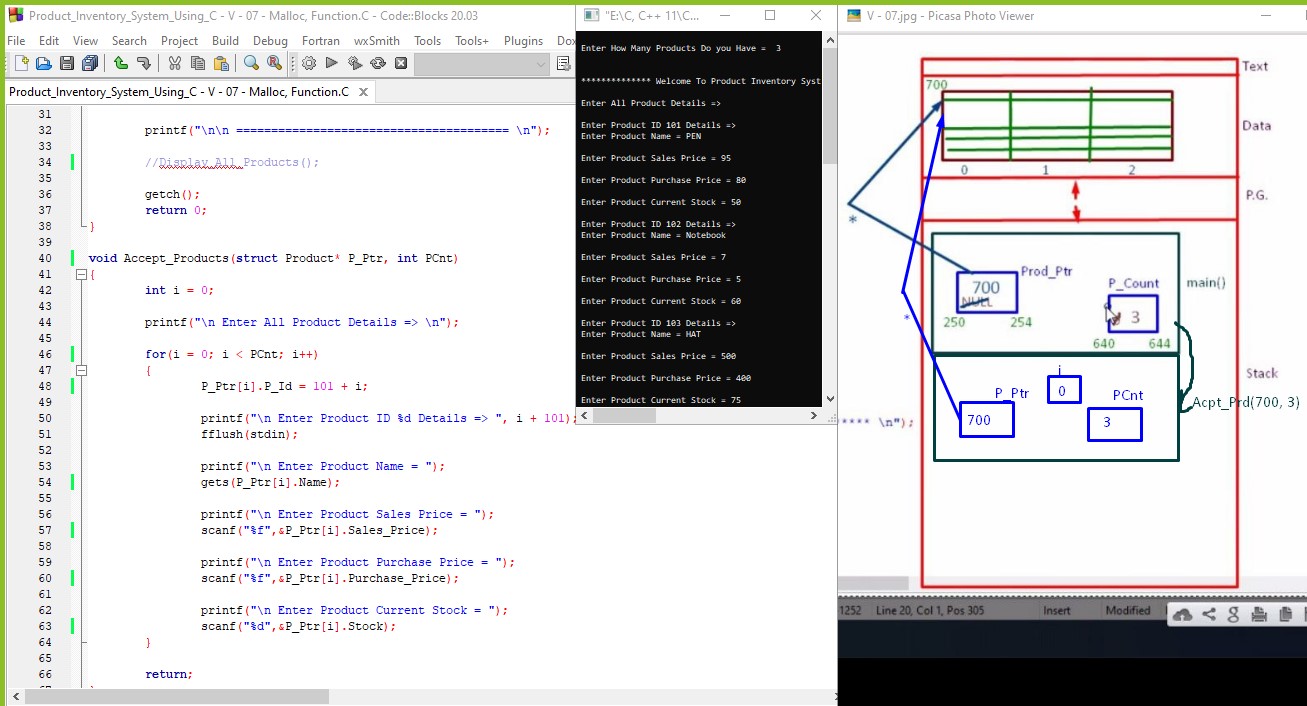 Product_Inventory_System_Using_C - V - 07 - Malloc, Function.C - Code::Blocks 20.03
File Edit View Search Project Build Debug Fortran wxSmith Tools Tools+ Plugins Dox
Product_Inventory_System_Using_C - V - 07 - Malloc, Function.C
31
32 printf("\n\n ======================================= \n");
33
34 //Display_All_Products();
35
36 getch();
37 return 0;
38 }
39
40 void Accept_Products(struct Product* P_Ptr, int PCnt)
41 {
42 int i = 0;
43
44 printf("\n Enter All Product Details => \n");
45
46 for(i = 0; i < PCnt; i++)
47 {
48 P_Ptr[i].P_Id = 101 + i;
49
50 printf("\n Enter Product ID %d Details => ", i + 101);
51 fflush(stdin);
52
53 printf("\n Enter Product Name = ");
54 gets(P_Ptr[i].Name);
55
56 printf("\n Enter Product Sales Price = ");
57 scanf("%f",&P_Ptr[i].Sales_Price);
58
59 printf("\n Enter Product Purchase Price = ");
60 scanf("%f",&P_Ptr[i].Purchase_Price);
61
62 printf("\n Enter Product Current Stock = ");
63 scanf("%d",&P_Ptr[i].Stock);
64 }
65
66 return;
"E:\C, C++ 11\C...
Enter How Many Products Do you Have = 3
************** Welcome To Product Inventory Syst
Enter All Product Details =>
Enter Product ID 101 Details =>
Enter Product Name = PEN
Enter Product Sales Price = 95
Enter Product Purchase Price = 80
Enter Product Current Stock = 50
Enter Product ID 102 Details =>
Enter Product Name = Notebook
Enter Product Sales Price = 7
Enter Product Purchase Price = 5
Enter Product Current Stock = 60
Enter Product ID 103 Details =>
Enter Product Name = HAT
Enter Product Sales Price = 500
Enter Product Purchase Price = 400
Enter Product Current Stock = 75
V - 07.jpg - Picasa Photo Viewer
Text
700
Data
0 1 2
P.G.
*
Prod_Ptr
700
NULL
250 254
P_Count
3
640 644
main()
*
Stack
i
P_Ptr 0 PCnt
700 3
Acpt_Prd(700, 3)
**** \n");
1252 Line 20, Col 1, Pos 305 Insert Modified